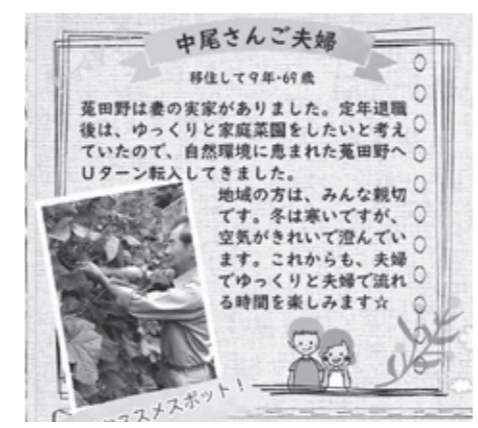 中尾さんご夫婦
移住して9年・69歳
菟田野は妻の実家がありました。定年退職
後は、ゆっくりと家庭菜園をしたいと考え
ていたので、自然環境に恵まれた菟田野へ
Uターン転入してきました。
地域の方は、みんな親切
です。冬は寒いですが、
空気がきれいで澄んでい
ます。これからも、夫婦
でゆっくりと夫婦で流れ
る時間を楽しみます☆
ススメスポット！